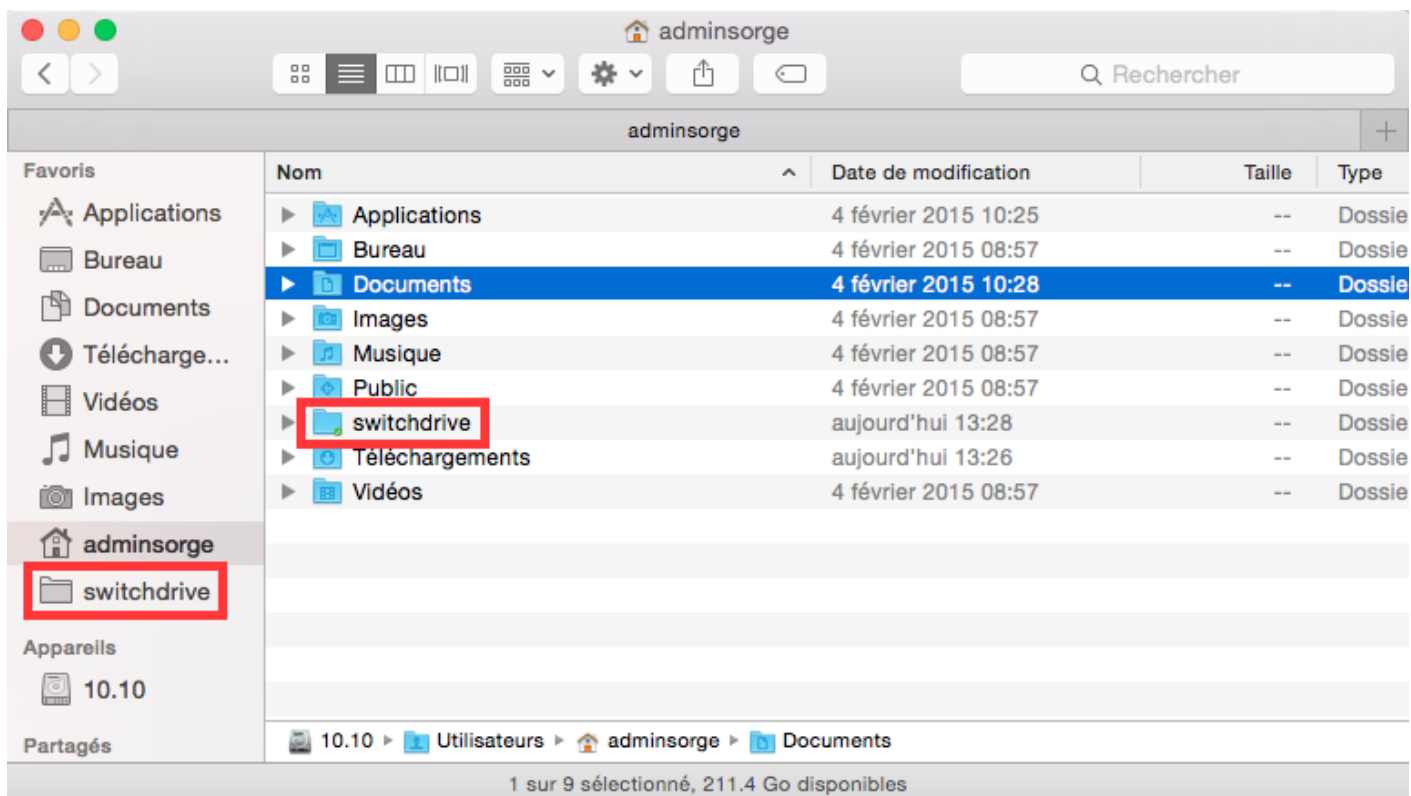 adminsorge
Rechercher
adminsorge
Favoris
Applications
Bureau
Documents
Télécharge...
Vidéos
Musique
Images
adminsorge
switchdrive
Appareils
10.10
Partagés
Nom Date de modification Taille Type
Applications 4 février 2015 10:25 -- Dossie
Bureau 4 février 2015 08:57 -- Dossie
Documents 4 février 2015 10:28 -- Dossie
Images 4 février 2015 08:57 -- Dossie
Musique 4 février 2015 08:57 -- Dossie
Public 4 février 2015 08:57 -- Dossie
switchdrive aujourd'hui 13:28 -- Dossie
Téléchargements aujourd'hui 13:26 -- Dossie
Vidéos 4 février 2015 08:57 -- Dossie
10.10 ▸ Utilisateurs ▸ adminsorge ▸ Documents
1 sur 9 sélectionné, 211.4 Go disponibles